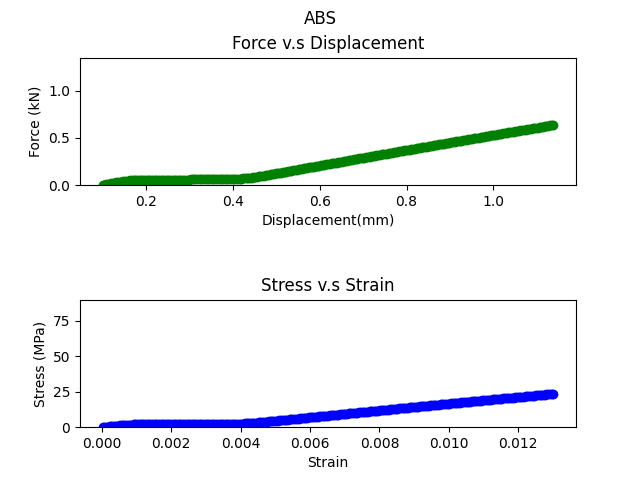 ABS
Force v.s Displacement
1.0
0.5
0.0
Force (kN)
0.2 0.4 0.6 0.8 1.0
Displacement(mm)
Stress v.s Strain
75
50
25
0
Stress (MPa)
0.000 0.002 0.004 0.006 0.008 0.010 0.012
Strain